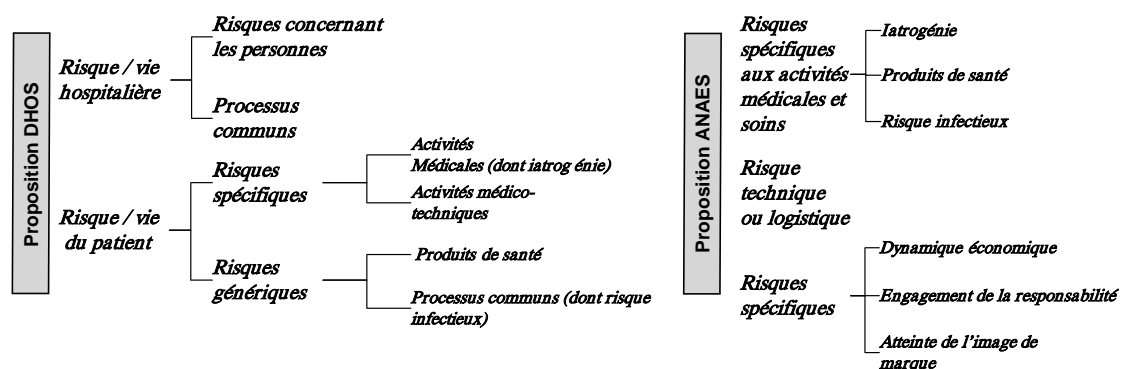 Proposition DHOS
Risque / vie
hospitalière
Risques concernant
les personnes
Processus
communs
Risque / vie
du patient
Risques
spécifiques
Activités
Médicales (dont iatrog énie)
Activités médico-
techniques
Risques
génériques
Produits de santé
Processus communs (dont risque
infectieux)
Proposition ANAES
Risques
spécifiques
aux activités
médicales et
soins
Iatrogénie
Produits de santé
Risque infectieux
Risque
technique
ou logistique
Risques
spécifiques
Dynamique économique
Engagement de la responsabilité
Atteinte de l'image de
marque